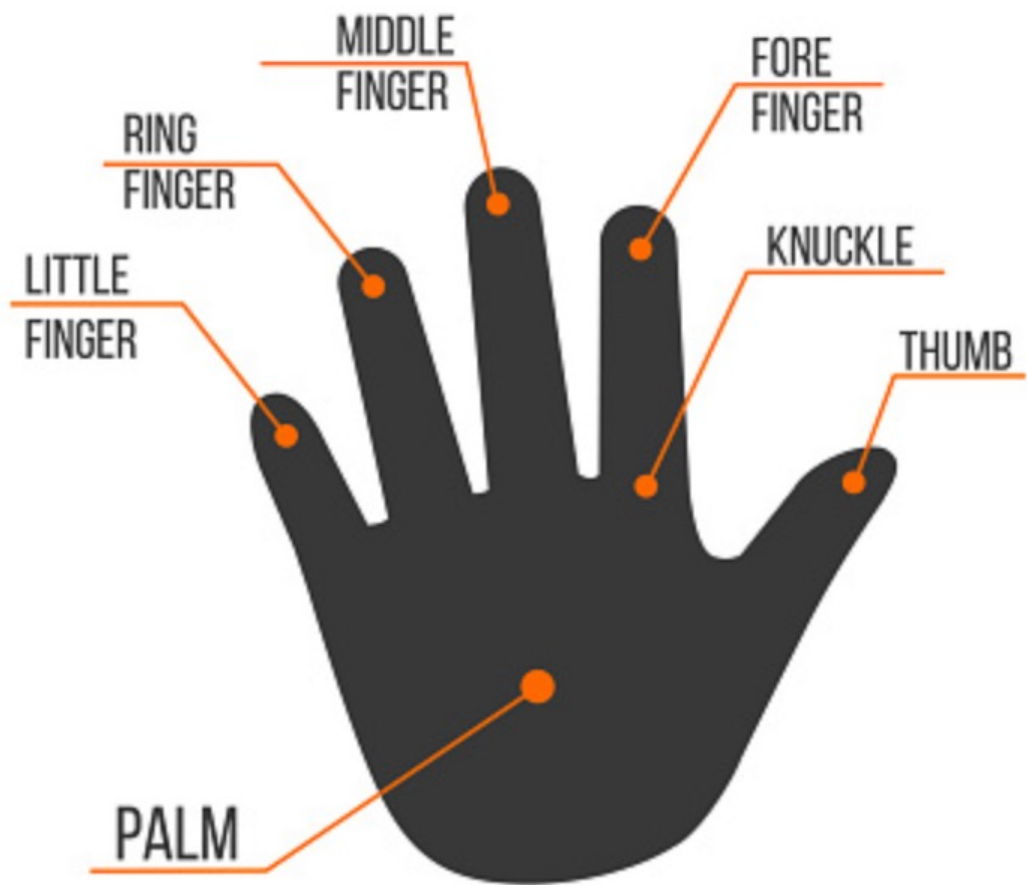 MIDDLE
FINGER
FORE
FINGER
RING
FINGER
KNUCKLE
LITTLE
FINGER
THUMB
PALM